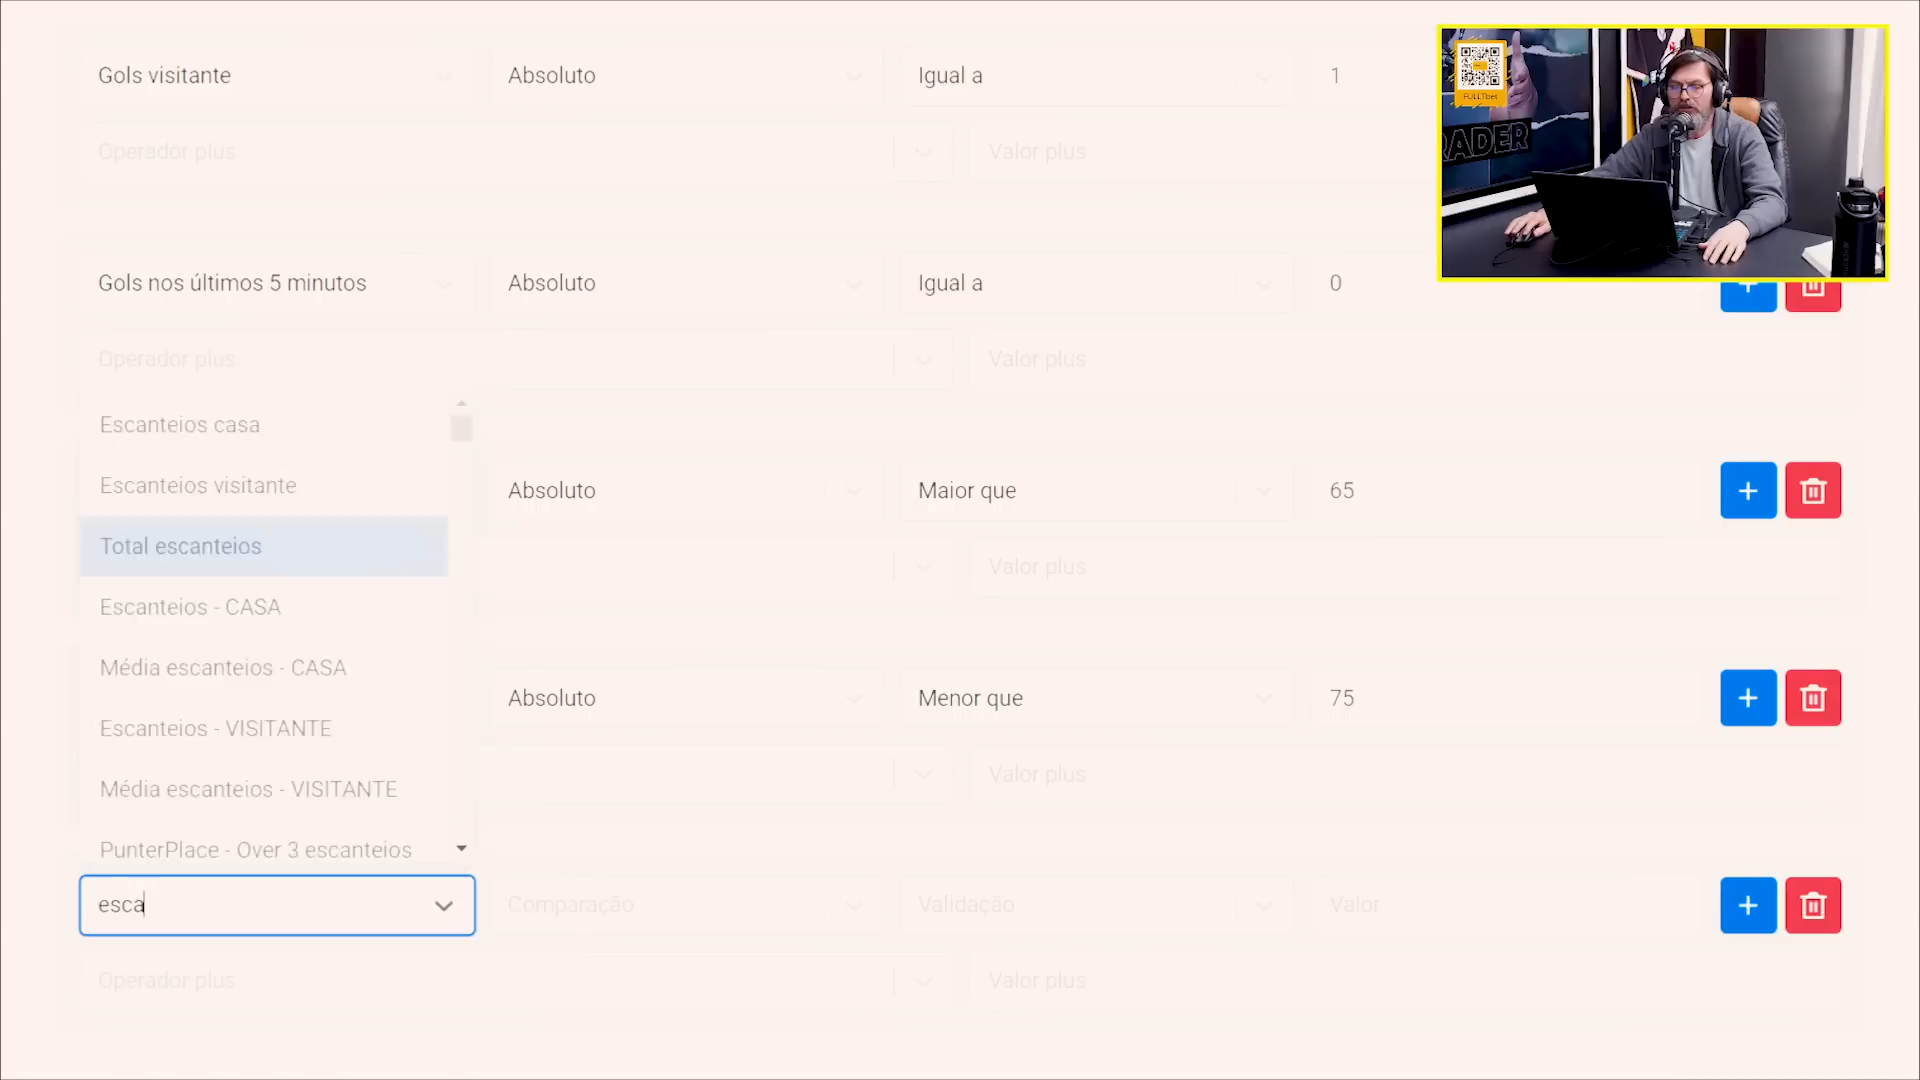 Gols visitante Absoluto Igual a 1
Operador plus Valor plus
FULLTbet
RADER
Gols nos últimos 5 minutos Absoluto Igual a 0
Operador plus Valor plus
Escanteios casa
Escanteios visitante
Absoluto Maior que 65
Total escanteios
Valor plus
Escanteios - CASA
Média escanteios - CASA
Absoluto Menor que 75
Escanteios - VISITANTE
Valor plus
Média escanteios - VISITANTE
PunterPlace - Over 3 escanteios
esca Comparação Validação Valor
Operador plus Valor plus